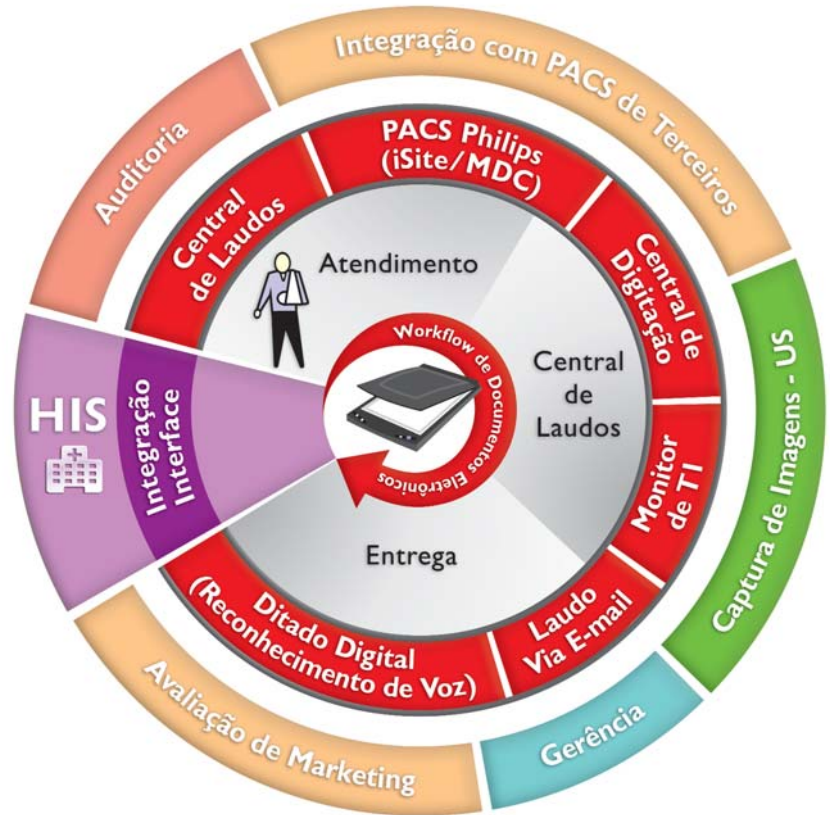 Integração com PACS de Terceiros
Auditoria
PACS Philips
(iSite/MDC)
Central
de Laudos
Central de
Digitação
Atendimento
Workflow de Documentos Eletrônicos
Central
de
Laudos
HIS
Integração
Interface
Captura de Imagens - US
Monitor
de TI
Entrega
Laudo
Via E-mail
Ditado Digital
(Reconhecimento de Voz)
Gerência
Avaliação de Marketing